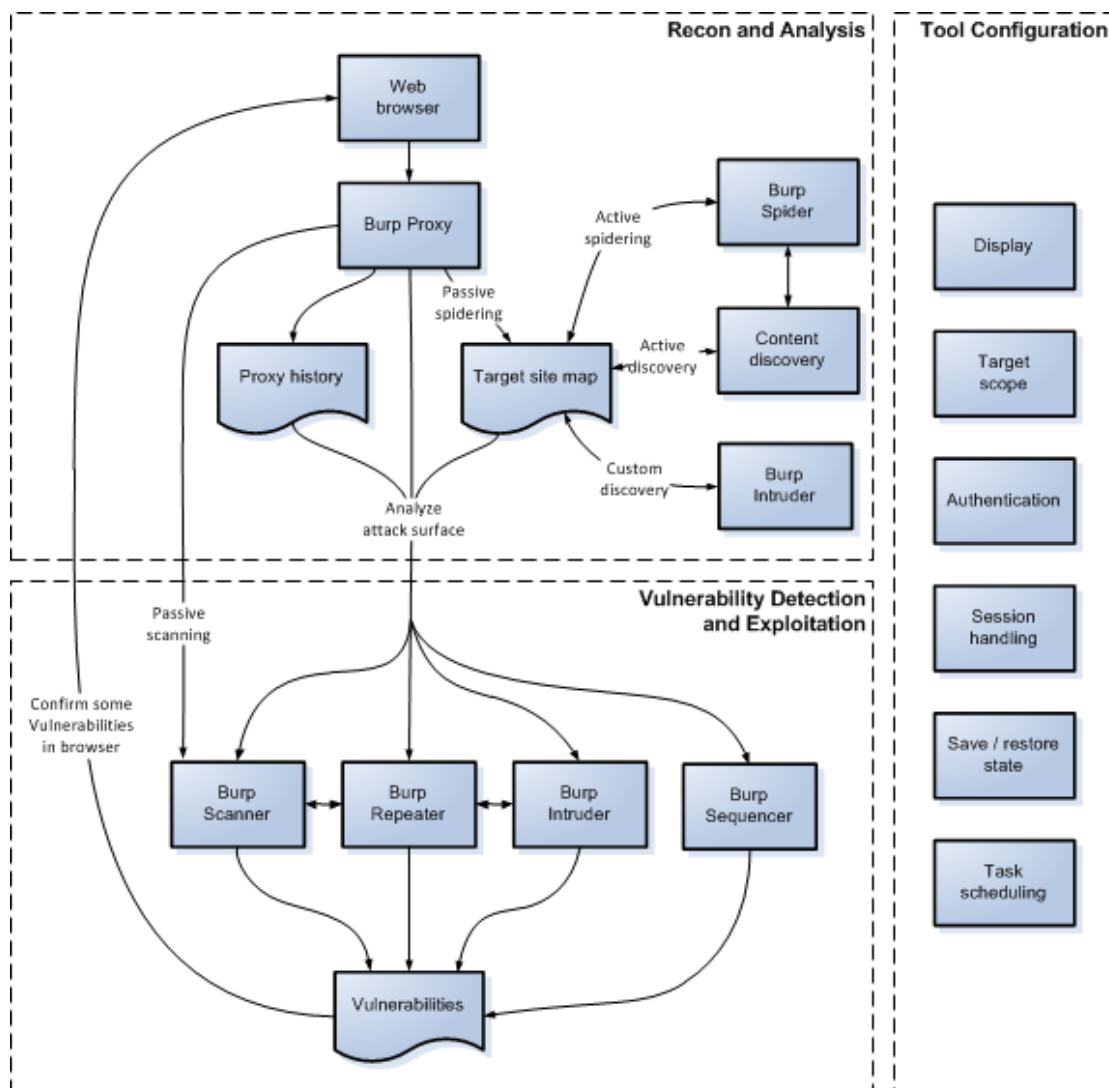 Recon and Analysis
Tool Configuration
Web
browser
Burp Proxy
Burp
Spider
Active
spidering
Passive
spidering
Proxy history
Target site map
Active
discovery
Content
discovery
Custom
discovery
Burp
Intruder
Analyze
attack surface
Vulnerability Detection
and Exploitation
Passive
scanning
Confirm some
Vulnerabilities
in browser
Burp
Scanner
Burp
Repeater
Burp
Intruder
Burp
Sequencer
Vulnerabilities
Display
Target
scope
Authentication
Session
handling
Save / restore
state
Task
scheduling